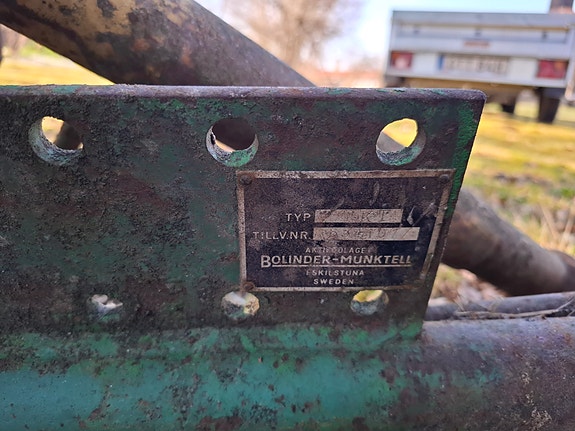 TYP
TILLV.NR.
AKTIEBOLAGET
BOLINDER-MUNKTELL
ESKILSTUNA
SWEDEN